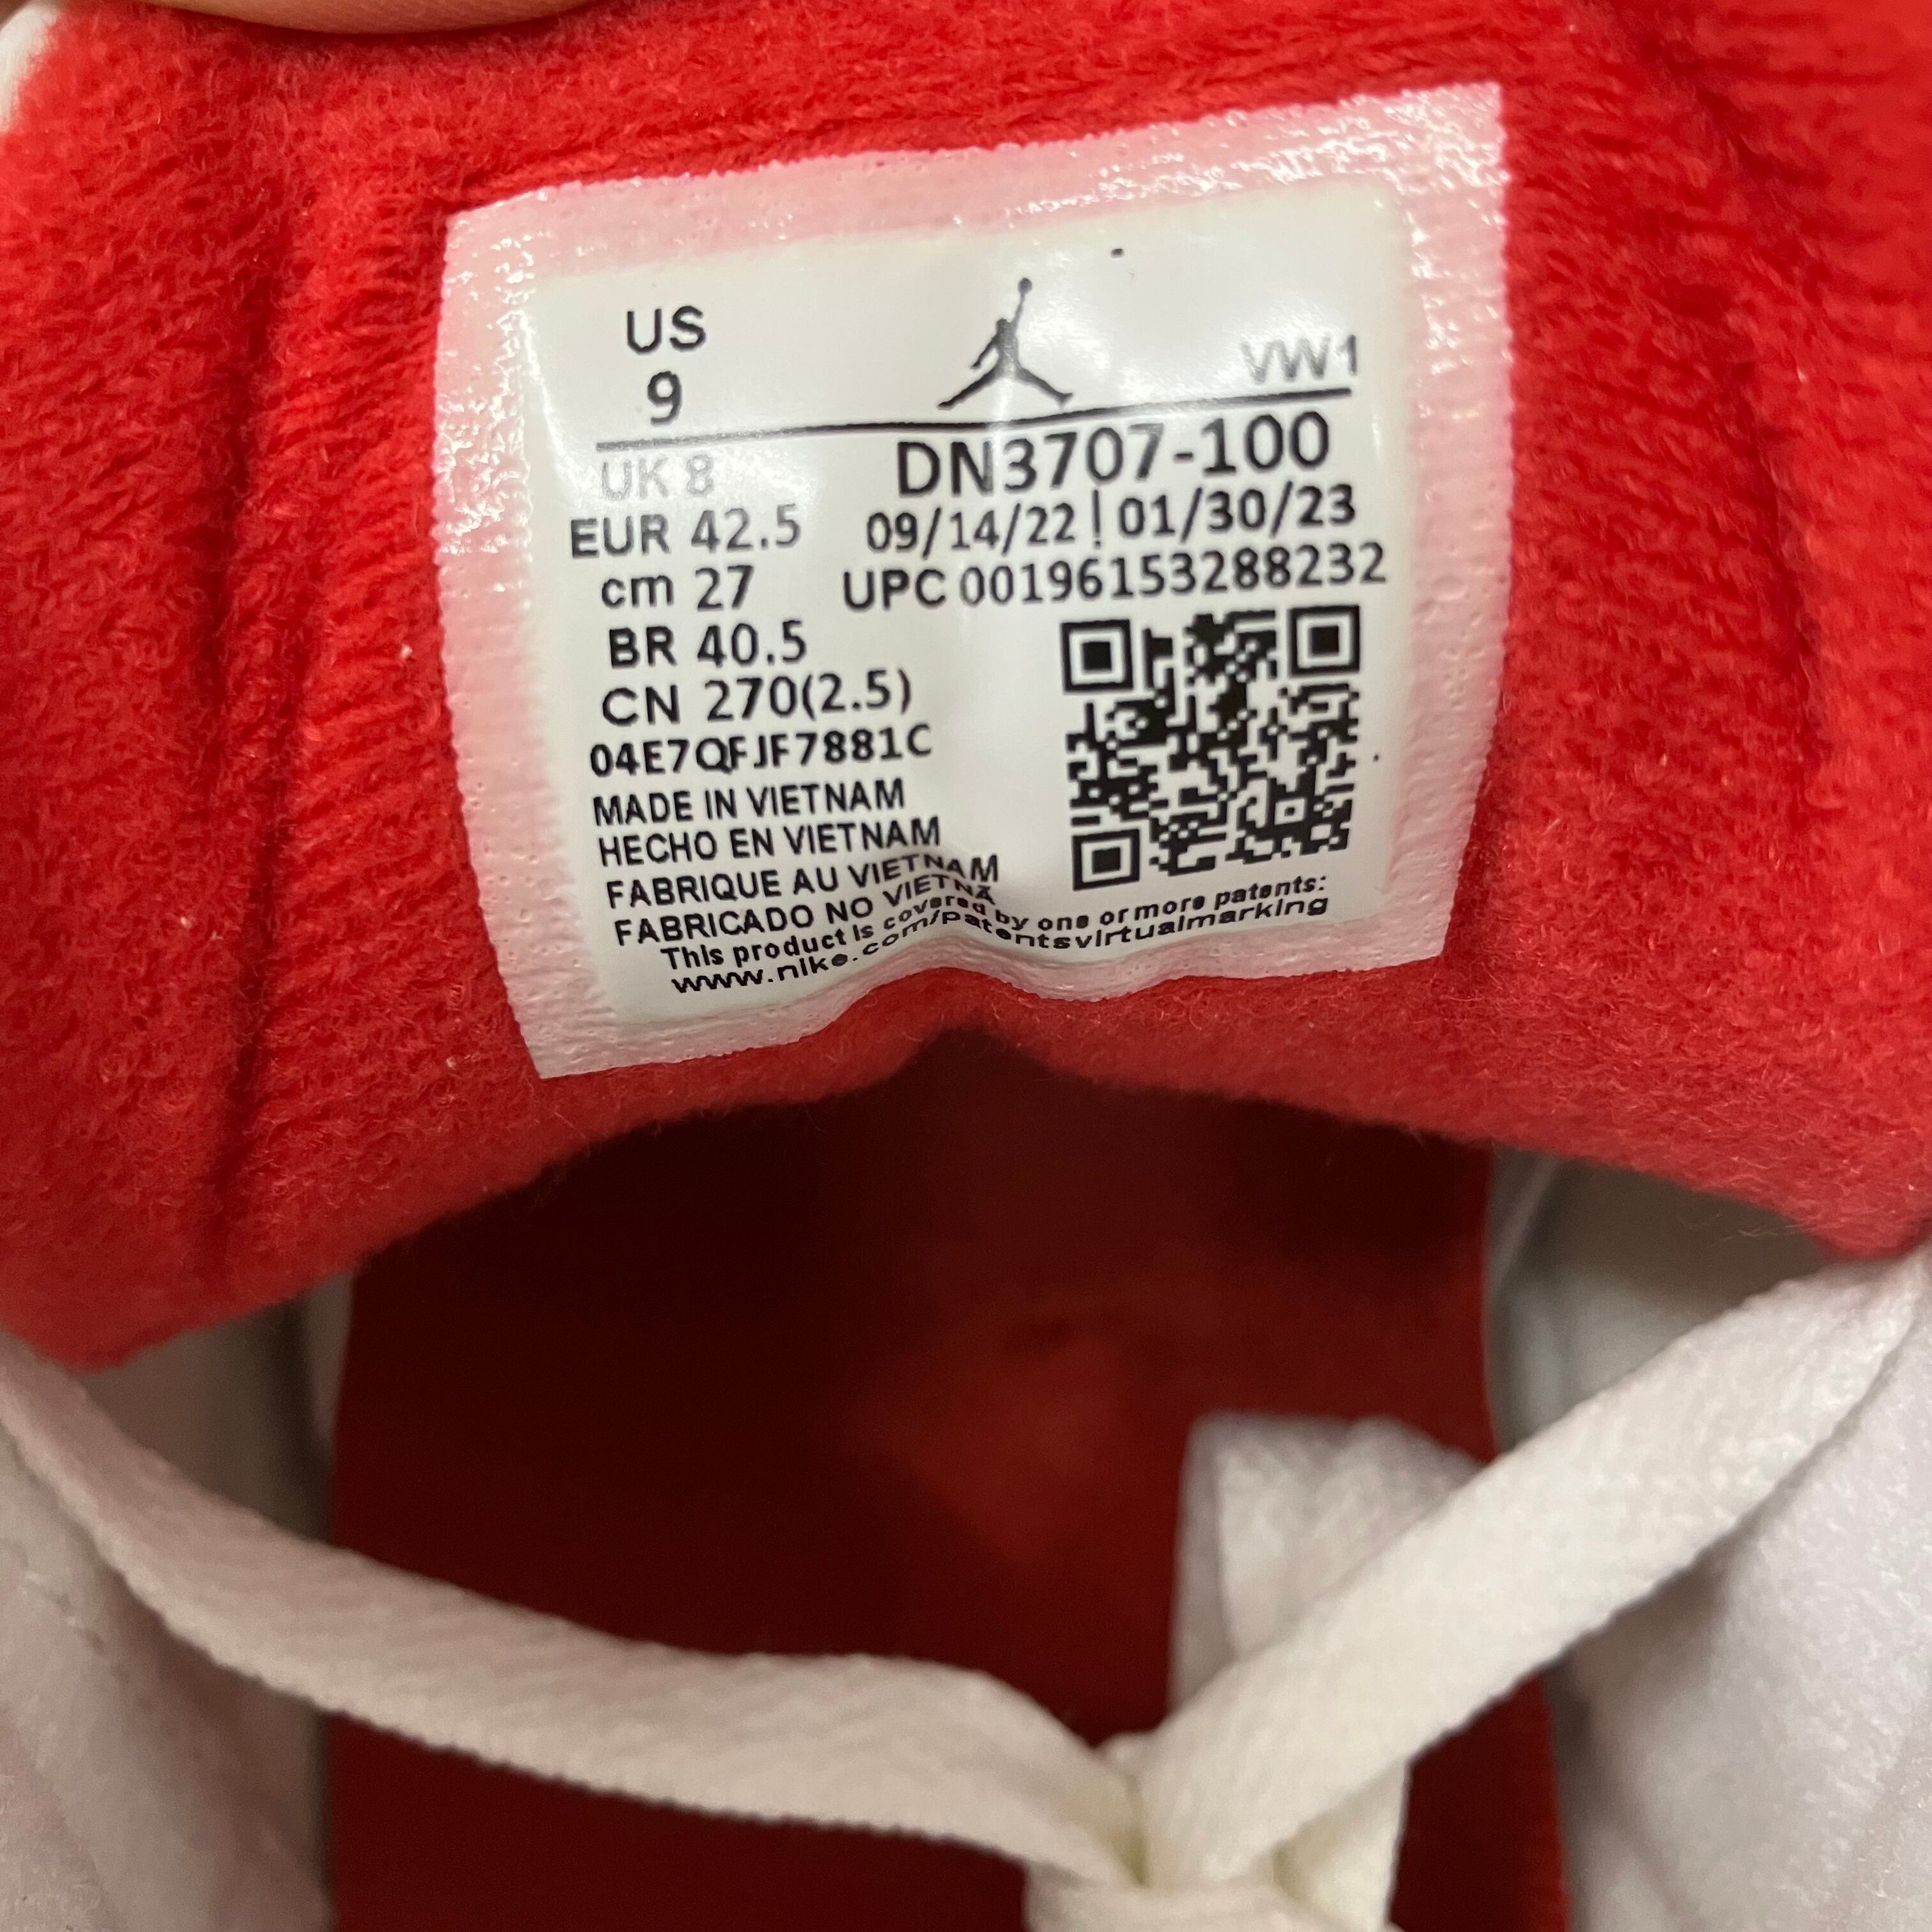 US
9
VW1
UK 8
DN3707-100
EUR 42.5
09/14/22 | 01/30/23
cm 27
UPC 00196153288232
BR 40.5
CN 270(2.5)
04E7QFJF7881C
MADE IN VIETNAM
HECHO EN VIETNAM
FABRIQUE AU VIETNAM
FABRICADO NO VIETNÃ
This product is covered by one or more patents:
www.nike.com/patentsvirtualmarking